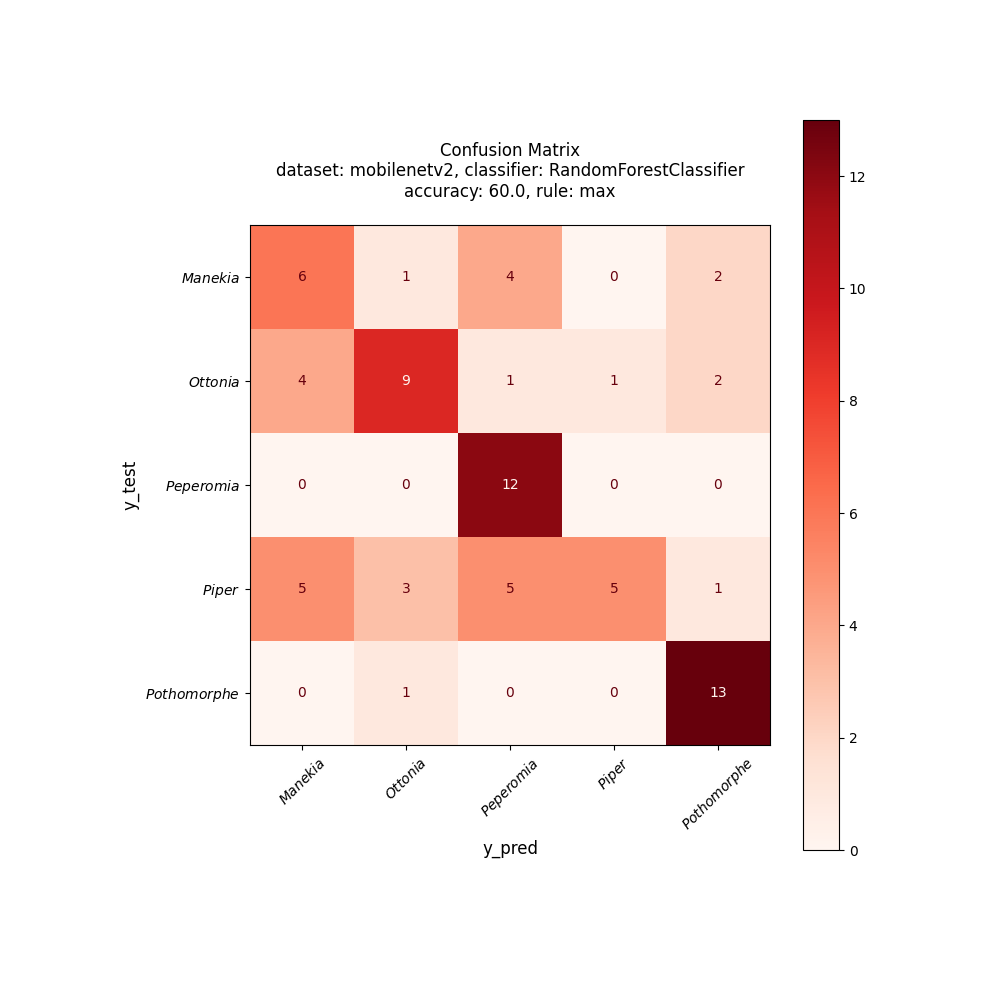 Confusion Matrix
dataset: mobilenetv2, classifier: RandomForestClassifier
accuracy: 60.0, rule: max
y_test
Manekia 6 1 4 0 2
Ottonia 4 9 1 1 2
Peperomia 0 0 12 0 0
Piper 5 3 5 5 1
Pothomorphe 0 1 0 0 13
Manekia Ottonia Peperomia Piper Pothomorphe
y_pred
12
10
8
6
4
2
0